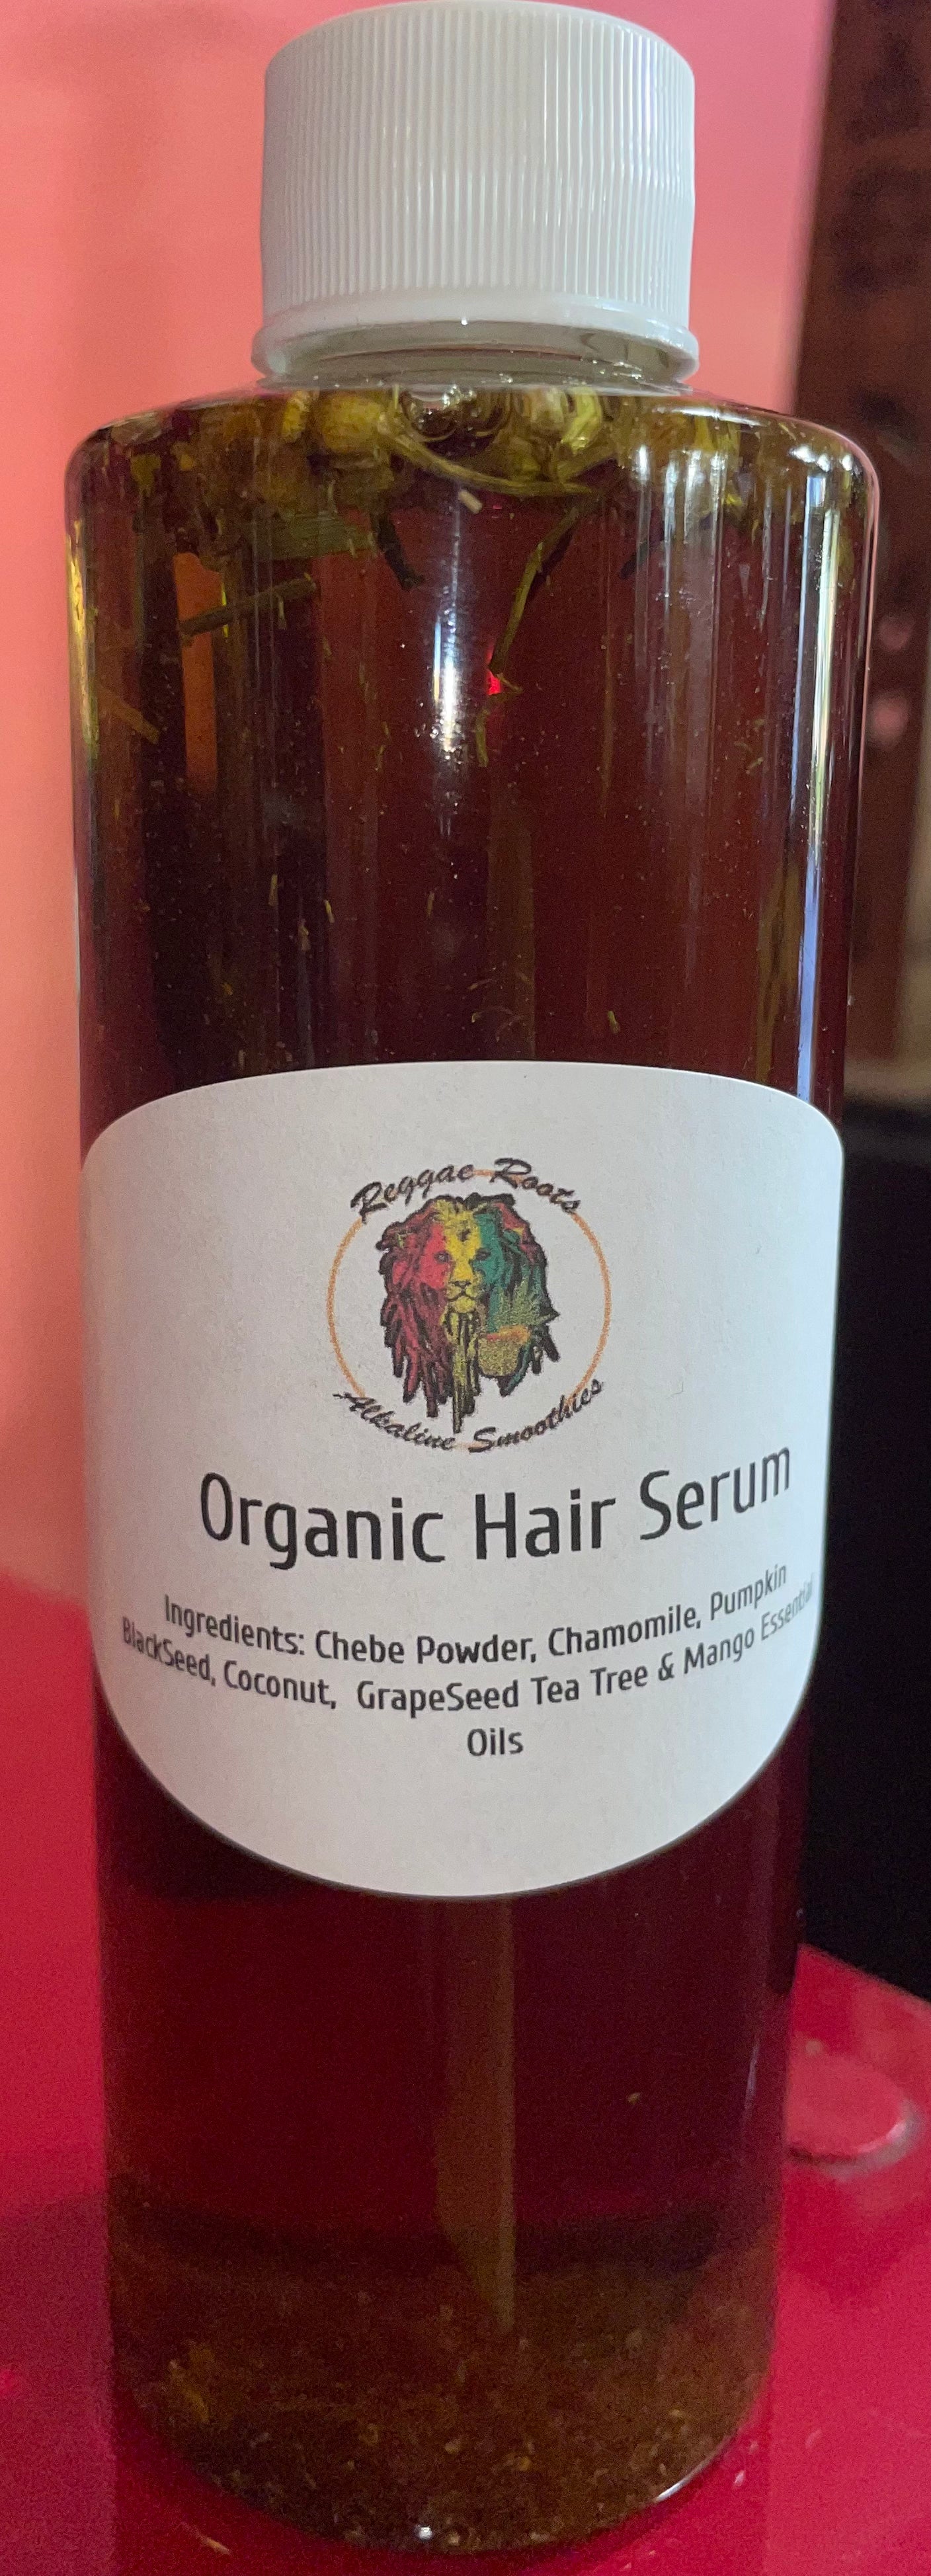 Reggae Roots
Alkaline Smoothies
Organic Hair Serum
Ingredients: Chebe Powder, Chamomile, Pumpkin
BlackSeed, Coconut, GrapeSeed Tea Tree & Mango Essential
Oils